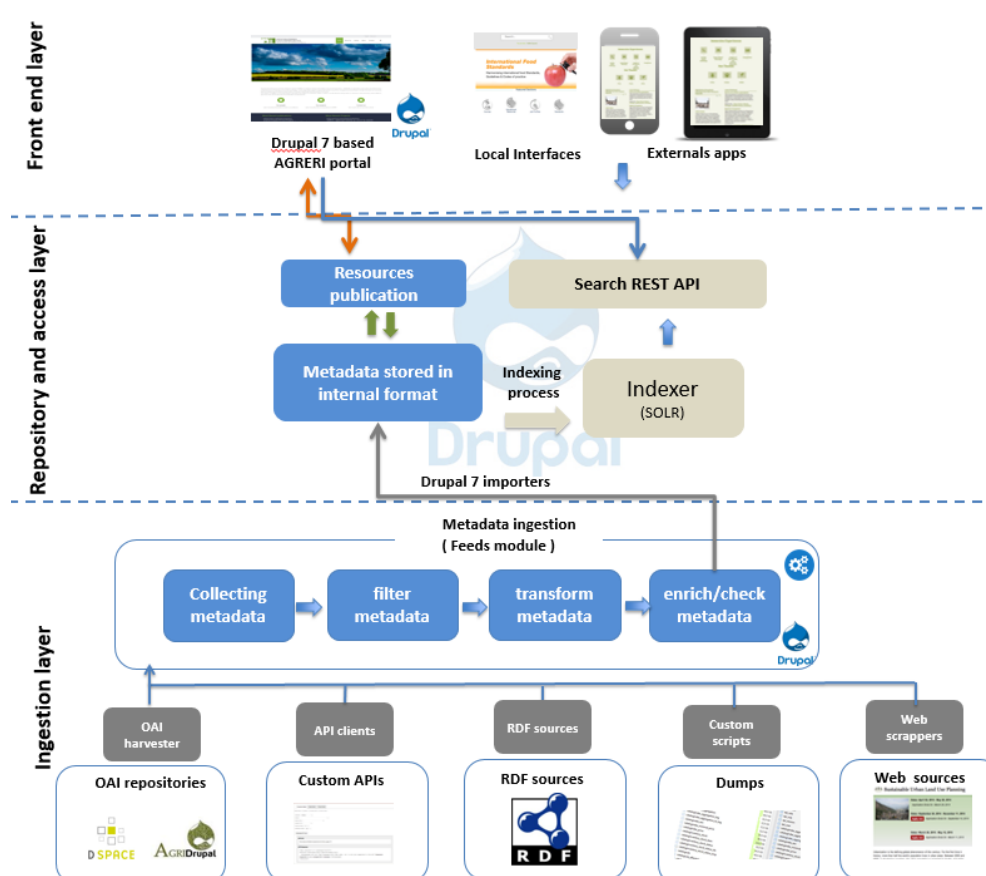 Front end layer
Drupal
Drupal 7 based
AGRERI portal
International Food
Standards
Local Interfaces
Externals apps
Repository and access layer
Resources
publication
Search REST API
Metadata stored in
internal format
Indexing
process
Indexer
(SOLR)
Drupal
Drupal 7 importers
Ingestion layer
Metadata ingestion
( Feeds module )
Collecting
metadata
filter
metadata
transform
metadata
enrich/check
metadata
Drupal
OAI
harvester
API clients
RDF sources
Custom
scripts
Web
scrappers
OAI repositories
Custom APIs
RDF sources
Dumps
Web sources
Sustainable Urban Land Use Planning
D SPACE
AGRIDrupal
RDF